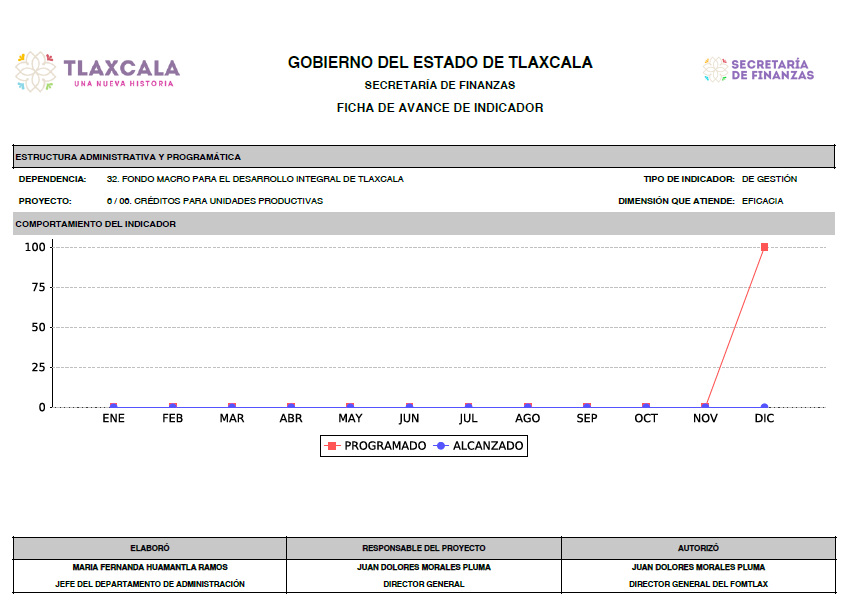 TLAXCALA
UNA NUEVA HISTORIA
GOBIERNO DEL ESTADO DE TLAXCALA
SECRETARÍA DE FINANZAS
FICHA DE AVANCE DE INDICADOR
SECRETARÍA
DE FINANZAS
ESTRUCTURA ADMINISTRATIVA Y PROGRAMÁTICA
DEPENDENCIA: 32. FONDO MACRO PARA EL DESARROLLO INTEGRAL DE TLAXCALA TIPO DE INDICADOR: DE GESTIÓN
PROYECTO: 6 / 06. CRÉDITOS PARA UNIDADES PRODUCTIVAS DIMENSIÓN QUE ATIENDE: EFICACIA
COMPORTAMIENTO DEL INDICADOR
100
75
50
25
0
ENE FEB MAR ABR MAY JUN JUL AGO SEP OCT NOV DIC
PROGRAMADO ALCANZADO
ELABORÓ RESPONSABLE DEL PROYECTO AUTORIZÓ
MARIA FERNANDA HUAMANTLA RAMOS JUAN DOLORES MORALES PLUMA JUAN DOLORES MORALES PLUMA
JEFE DEL DEPARTAMENTO DE ADMINISTRACIÓN DIRECTOR GENERAL DIRECTOR GENERAL DEL FOMTLAX